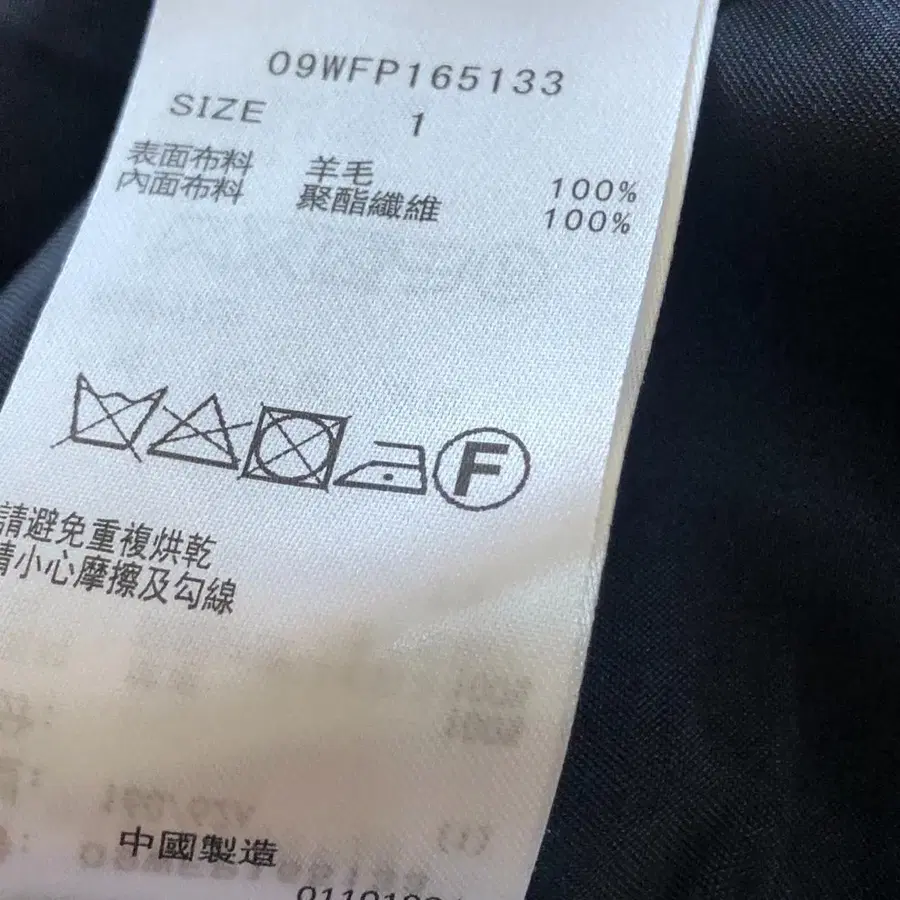 09WFP165133
SIZE 1
表面布料 羊毛 100%
內面布料 聚酯纖維 100%
F
請避免重複烘乾
請小心摩擦及勾線
中國製造